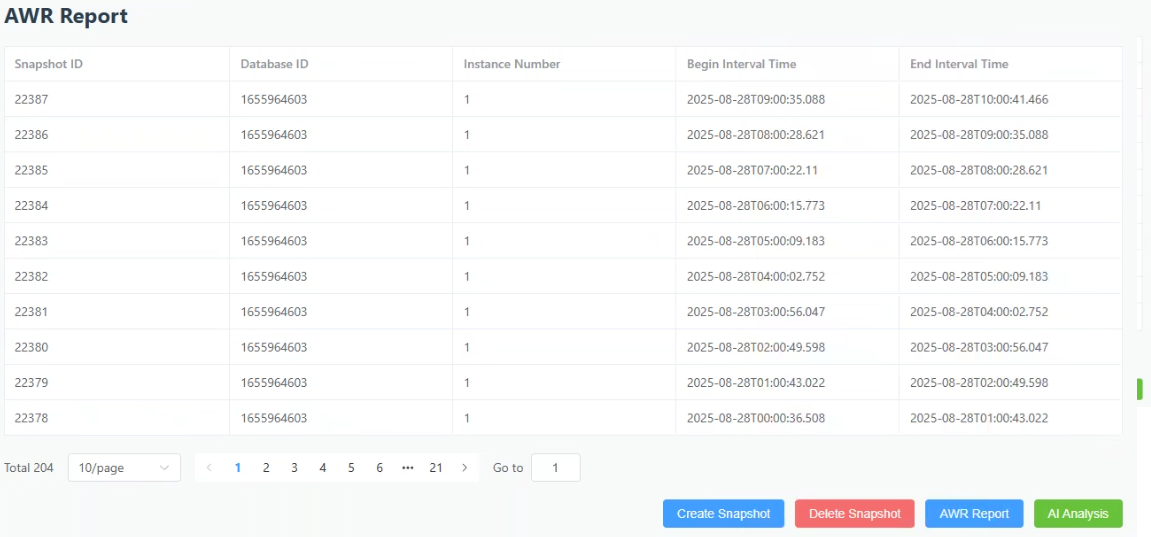 AWR Report
Snapshot ID Database ID Instance Number Begin Interval Time End Interval Time
22387 1655964603 1 2025-08-28T09:00:35.088 2025-08-28T10:00:41.466
22386 1655964603 1 2025-08-28T08:00:28.621 2025-08-28T09:00:35.088
22385 1655964603 1 2025-08-28T07:00:22.11 2025-08-28T08:00:28.621
22384 1655964603 1 2025-08-28T06:00:15.773 2025-08-28T07:00:22.11
22383 1655964603 1 2025-08-28T05:00:09.183 2025-08-28T06:00:15.773
22382 1655964603 1 2025-08-28T04:00:02.752 2025-08-28T05:00:09.183
22381 1655964603 1 2025-08-28T03:00:56.047 2025-08-28T04:00:02.752
22380 1655964603 1 2025-08-28T02:00:49.598 2025-08-28T03:00:56.047
22379 1655964603 1 2025-08-28T01:00:43.022 2025-08-28T02:00:49.598
22378 1655964603 1 2025-08-28T00:00:36.508 2025-08-28T01:00:43.022
Total 204 10/page 1 2 3 4 5 6 ••• 21 Go to 1
Create Snapshot Delete Snapshot AWR Report AI Analysis